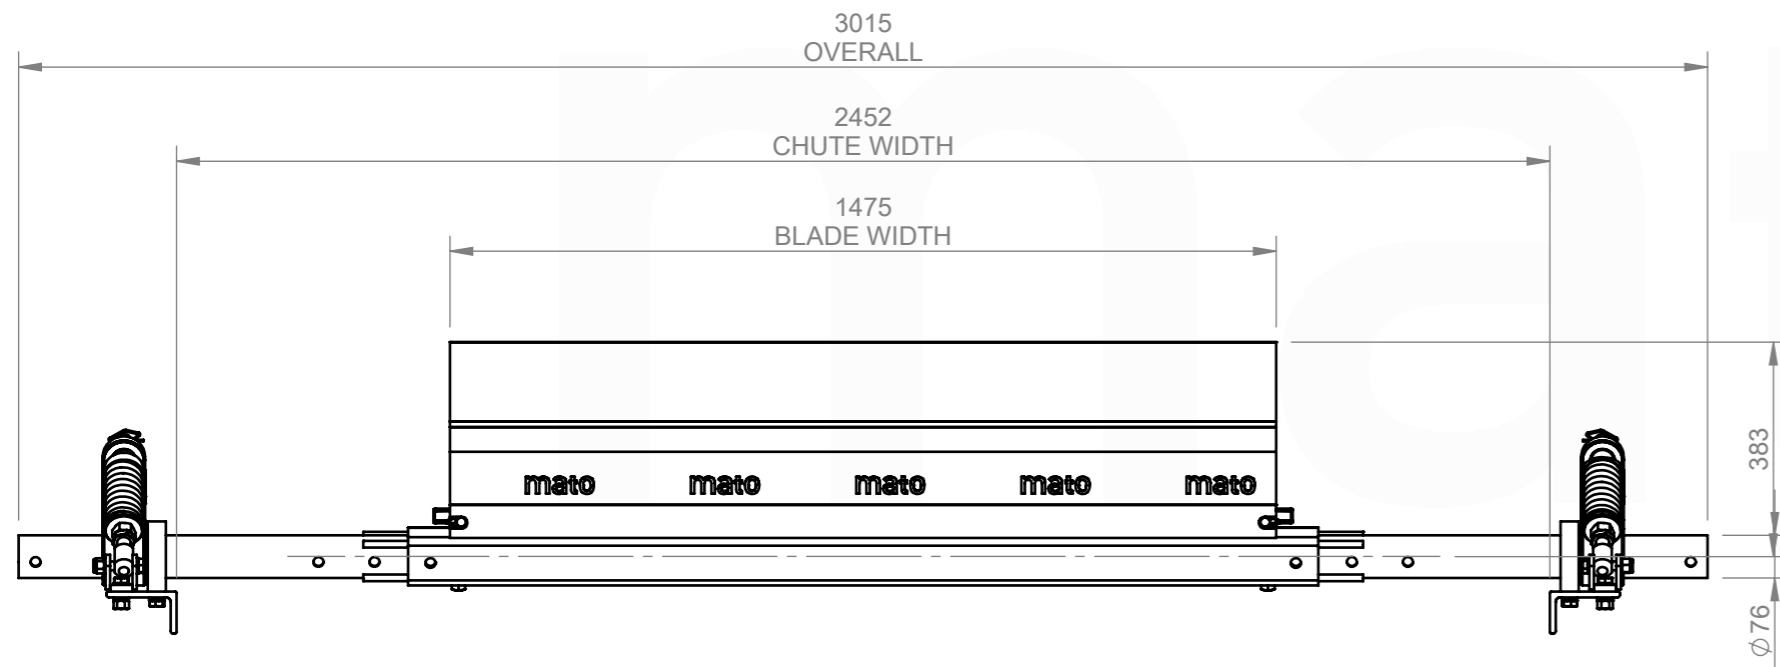 3015
OVERALL
2452
CHUTE WIDTH
1475
BLADE WIDTH
383
mato mato mato mato mato
Ø76